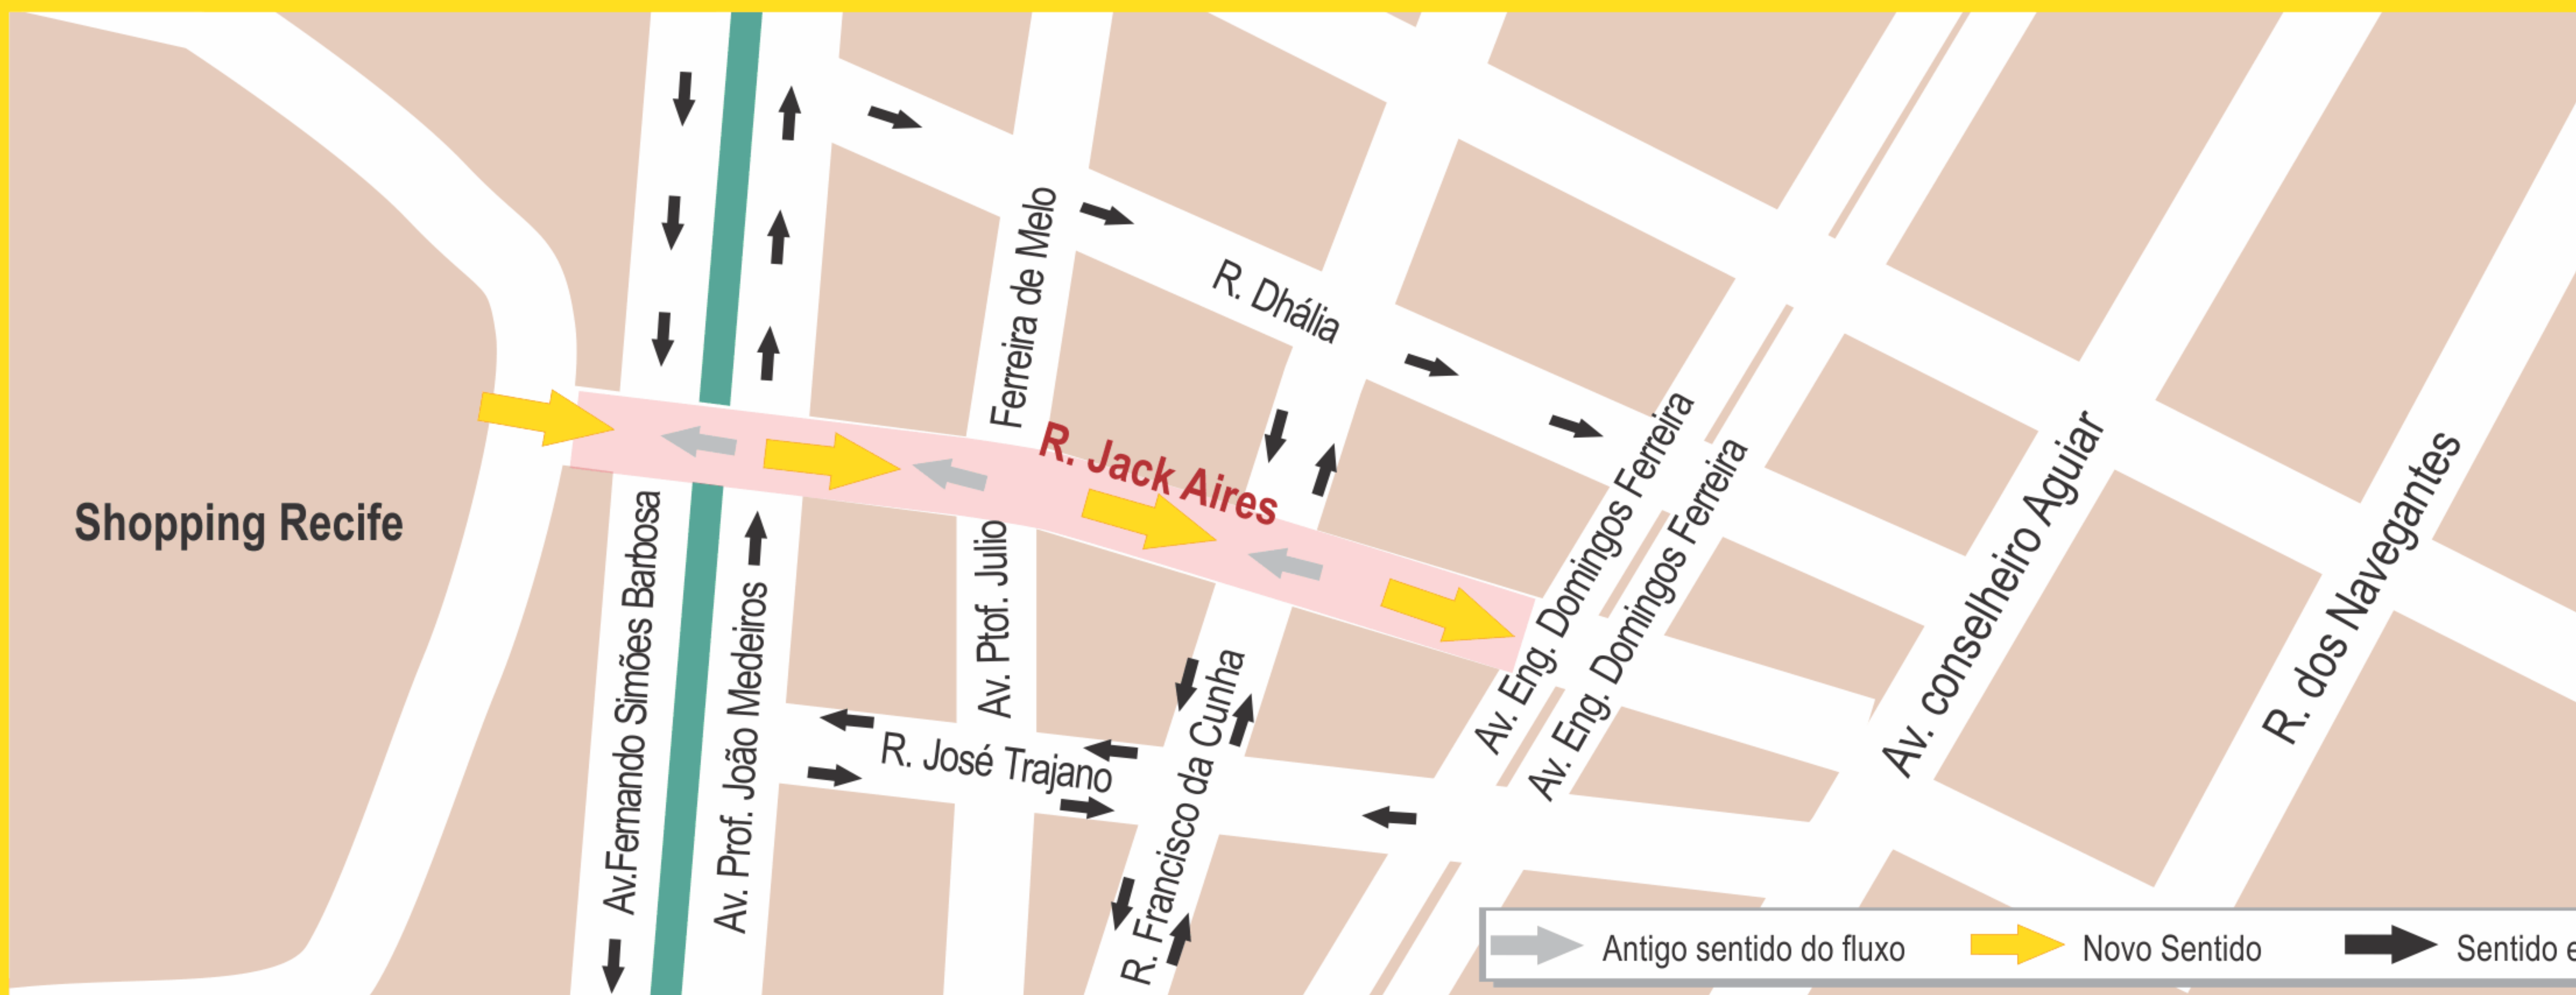 Ferreira de Melo
R. Dhália
R. Jack Aires
Shopping Recife
Av.Fernando Simões Barbosa
Av. Prof. João Medeiros
Av. Ptof. Julio
R. José Trajano
R. Francisco da Cunha
Av. Eng. Domingos Ferreira
Av. Eng. Domingos Ferreira
Av. conselheiro Aguiar
R. dos Navegantes
Antigo sentido do fluxo
Novo Sentido
Sentido e